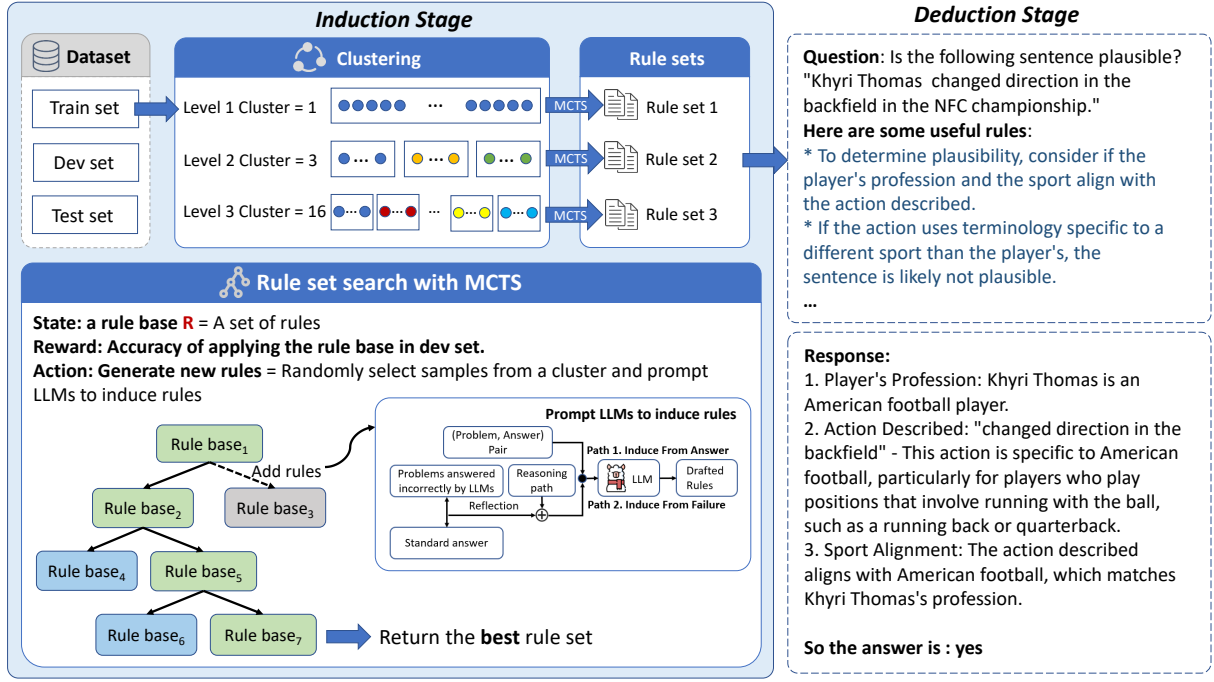 Induction Stage
Dataset
Train set
Dev set
Test set
Clustering
Level 1 Cluster = 1
...
MCTS
Level 2 Cluster = 3
...
...
...
MCTS
Level 3 Cluster = 16
...
...
...
...
...
MCTS
Rule sets
Rule set 1
Rule set 2
Rule set 3
Rule set search with MCTS
State: a rule base R = A set of rules
Reward: Accuracy of applying the rule base in dev set.
Action: Generate new rules = Randomly select samples from a cluster and prompt
LLMs to induce rules
Rule base1
Add rules
Rule base2
Rule base3
Rule base4
Rule base5
Rule base6
Rule base7
Return the best rule set
Prompt LLMs to induce rules
(Problem, Answer)
Pair
Path 1. Induce From Answer
Problems answered
incorrectly by LLMs
Reasoning
path
LLM
Drafted
Rules
Reflection
Path 2. Induce From Failure
Standard answer
Deduction Stage
Question: Is the following sentence plausible?
"Khyri Thomas changed direction in the
backfield in the NFC championship."
Here are some useful rules:
* To determine plausibility, consider if the
player's profession and the sport align with
the action described.
* If the action uses terminology specific to a
different sport than the player's, the
sentence is likely not plausible.
...
Response:
1. Player's Profession: Khyri Thomas is an
American football player.
2. Action Described: "changed direction in the
backfield" - This action is specific to American
football, particularly for players who play
positions that involve running with the ball,
such as a running back or quarterback.
3. Sport Alignment: The action described
aligns with American football, which matches
Khyri Thomas's profession.
So the answer is : yes